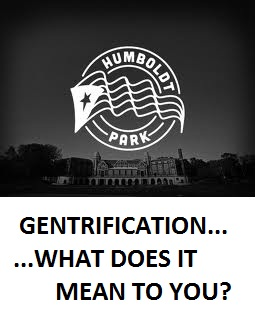 HUMBOLDT
PARK
GENTRIFICATION...
...WHAT DOES IT
MEAN TO YOU?